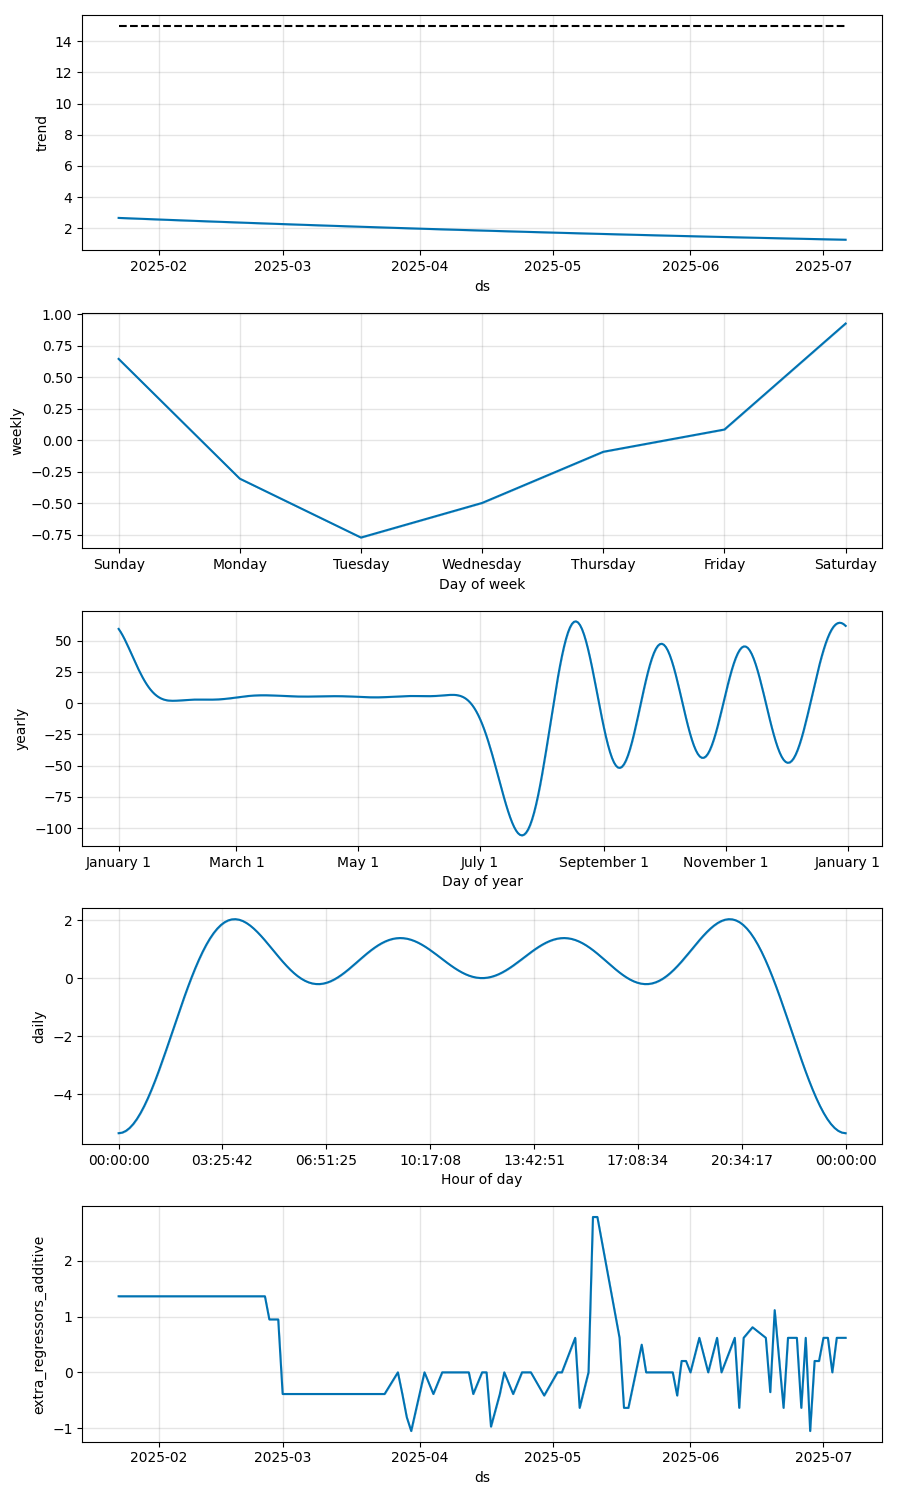 14
12
10
8
6
4
2
trend
2025-02 2025-03 2025-04 2025-05 2025-06 2025-07
ds
1.00
0.75
0.50
0.25
0.00
−0.25
−0.50
−0.75
weekly
Sunday Monday Tuesday Wednesday Thursday Friday Saturday
Day of week
50
25
0
−25
−50
−75
−100
yearly
January 1 March 1 May 1 July 1 September 1 November 1 January 1
Day of year
2
0
−2
−4
daily
00:00:00 03:25:42 06:51:25 10:17:08 13:42:51 17:08:34 20:34:17 00:00:00
Hour of day
2
1
0
−1
extra_regressors_additive
2025-02 2025-03 2025-04 2025-05 2025-06 2025-07
ds